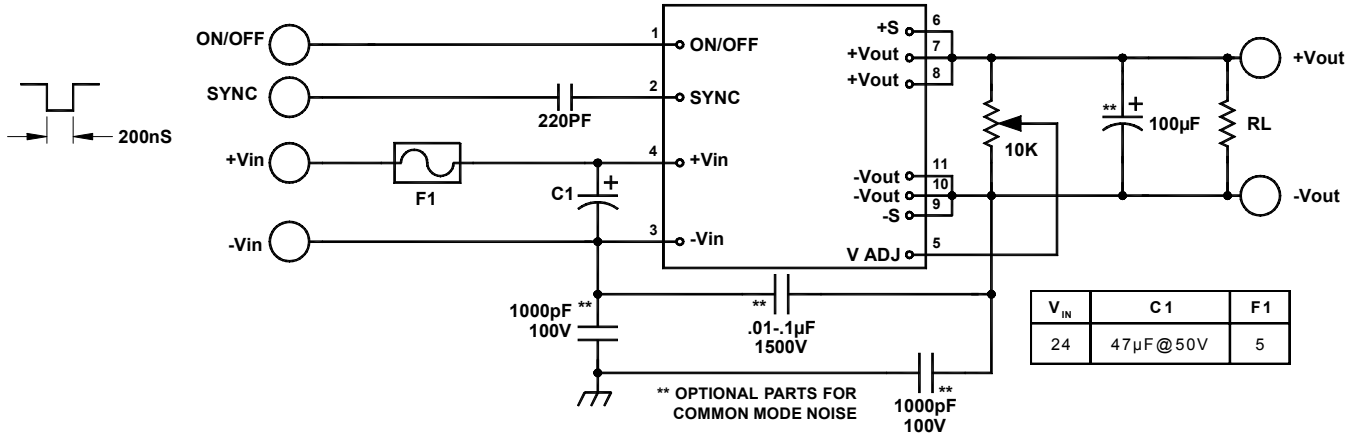 ON/OFF
SYNC
200nS
+Vin
-Vin
220PF
F1
C1
+
1
ON/OFF
2
SYNC
4
+Vin
3
-Vin
+S
6
+Vout
7
+Vout
8
-Vout
11
-Vout
10
-S
9
V ADJ
5
10K
**
+
100µF
RL
+Vout
-Vout
1000pF **
100V
**
.01-.1µF
1500V
** OPTIONAL PARTS FOR
COMMON MODE NOISE
**
1000pF
100V
V IN C1 F1
24 47µF@50V 5